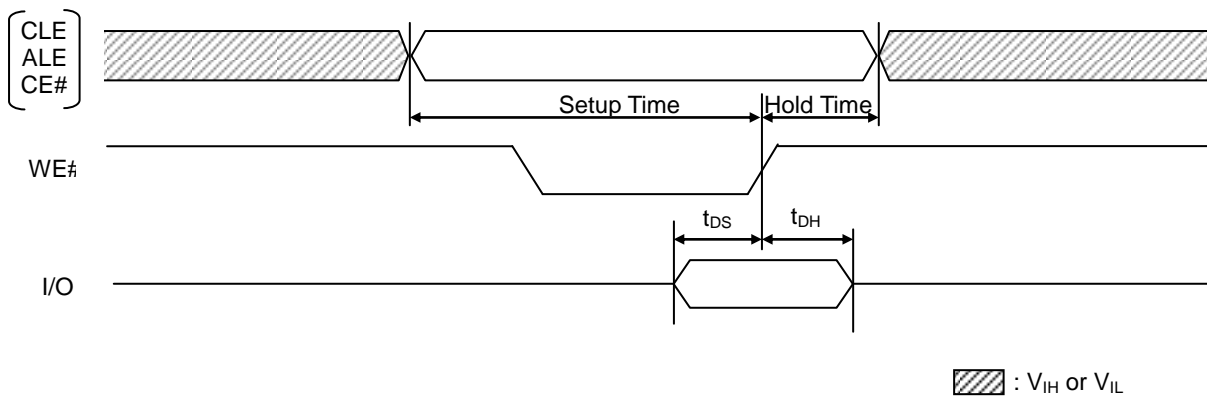 CLE
ALE
CE#
Setup Time
Hold Time
WE#
tDS
tDH
I/O
: VIH or VIL